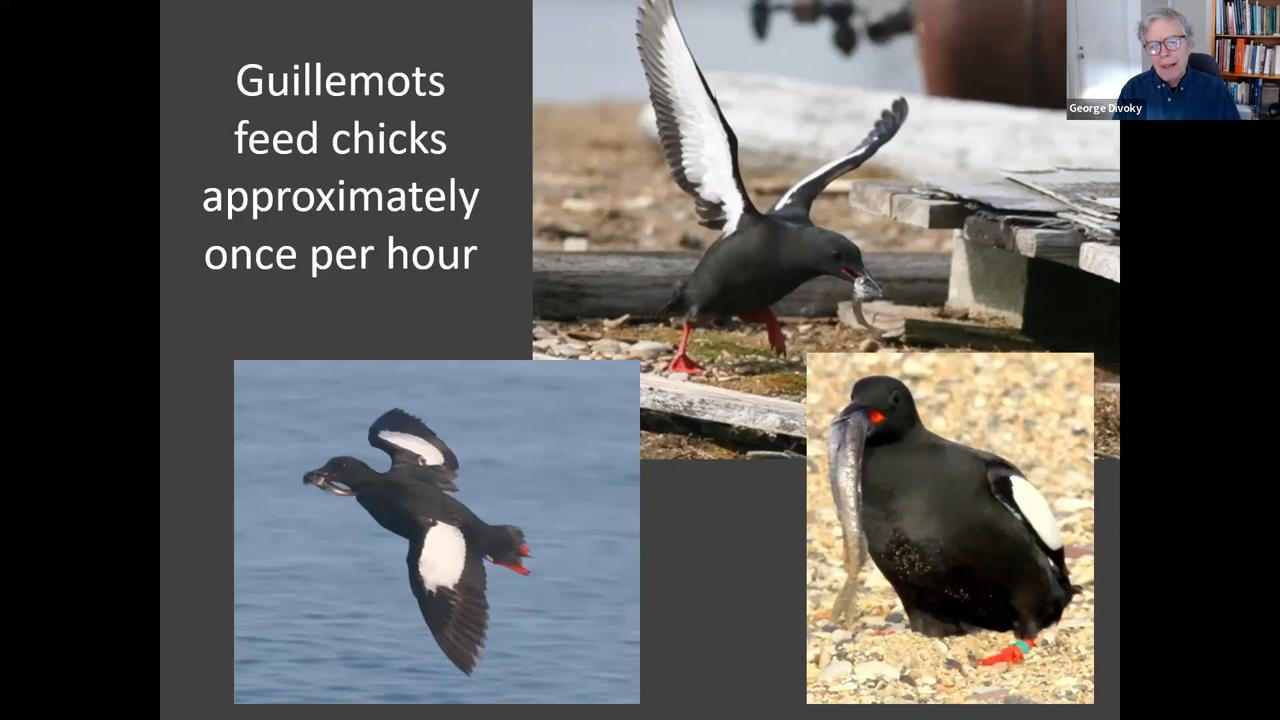 Guillemots
feed chicks
approximately
once per hour
George Divoky